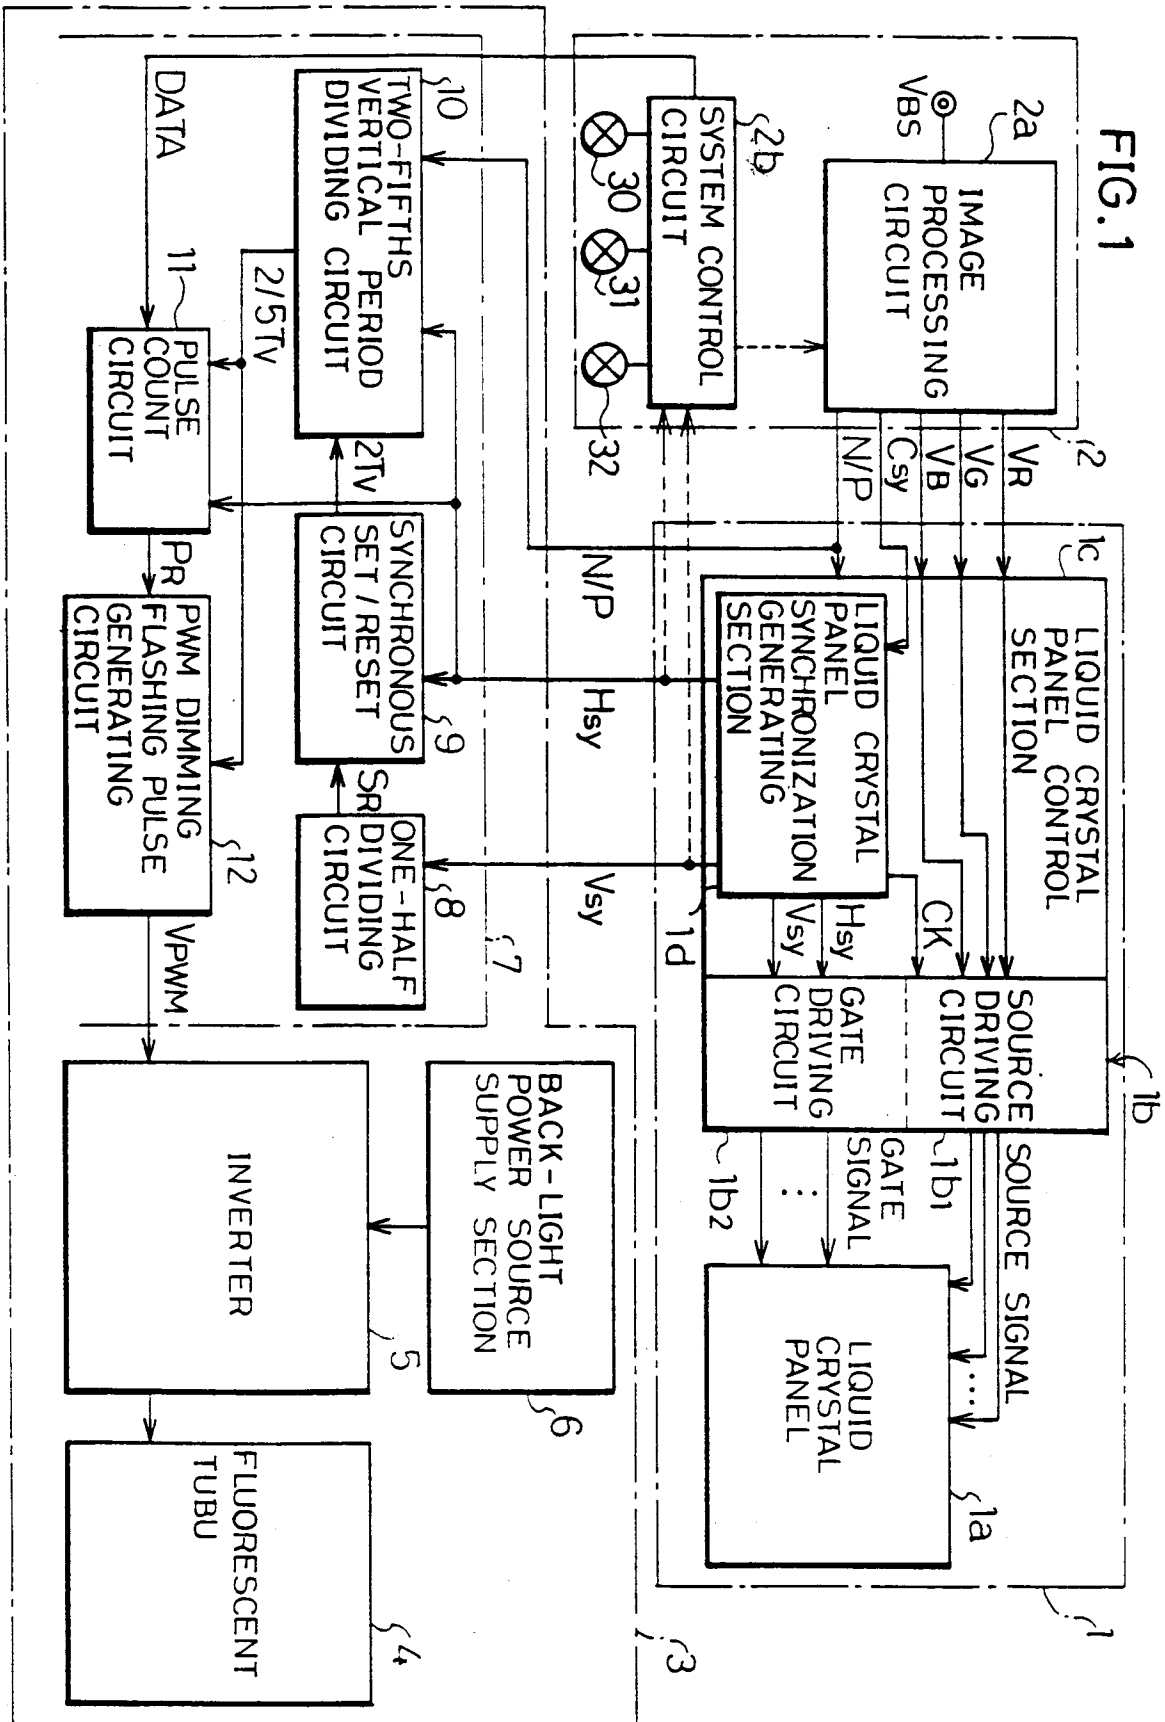 FIG.1
2a
IMAGE
PROCESSING
CIRCUIT
VBS
2b
SYSTEM CONTROL
CIRCUIT
30
31
32
2
VR
VG
VB
Csy
N/P
1c
LIQUID CRYSTAL
PANEL CONTROL
SECTION
LIQUID CRYSTAL
PANEL
SYNCHRONIZATION
GENERATING
SECTION
1d
CK
Hsy
Vsy
1b
SOURCE
DRIVING
CIRCUIT
GATE
DRIVING
CIRCUIT
1b1
1b2
SOURCE SIGNAL
GATE
SIGNAL
LIQUID
CRYSTAL
PANEL
1a
1
N/P
Hsy
Vsy
3
DATA
10
TWO-FIFTHS
VERTICAL PERIOD
DIVIDING CIRCUIT
2Tv
SYNCHRONOUS
SET/RESET
CIRCUIT
9
SR
ONE-HALF
DIVIDING
CIRCUIT
8
7
2/5Tv
11
PULSE
COUNT
CIRCUIT
PR
PWM DIMMING
FLASHING PULSE
GENERATING
CIRCUIT
12
VPWM
BACK-LIGHT
POWER SOURCE
SUPPLY SECTION
6
INVERTER
5
FLUORESCENT
TUBU
4